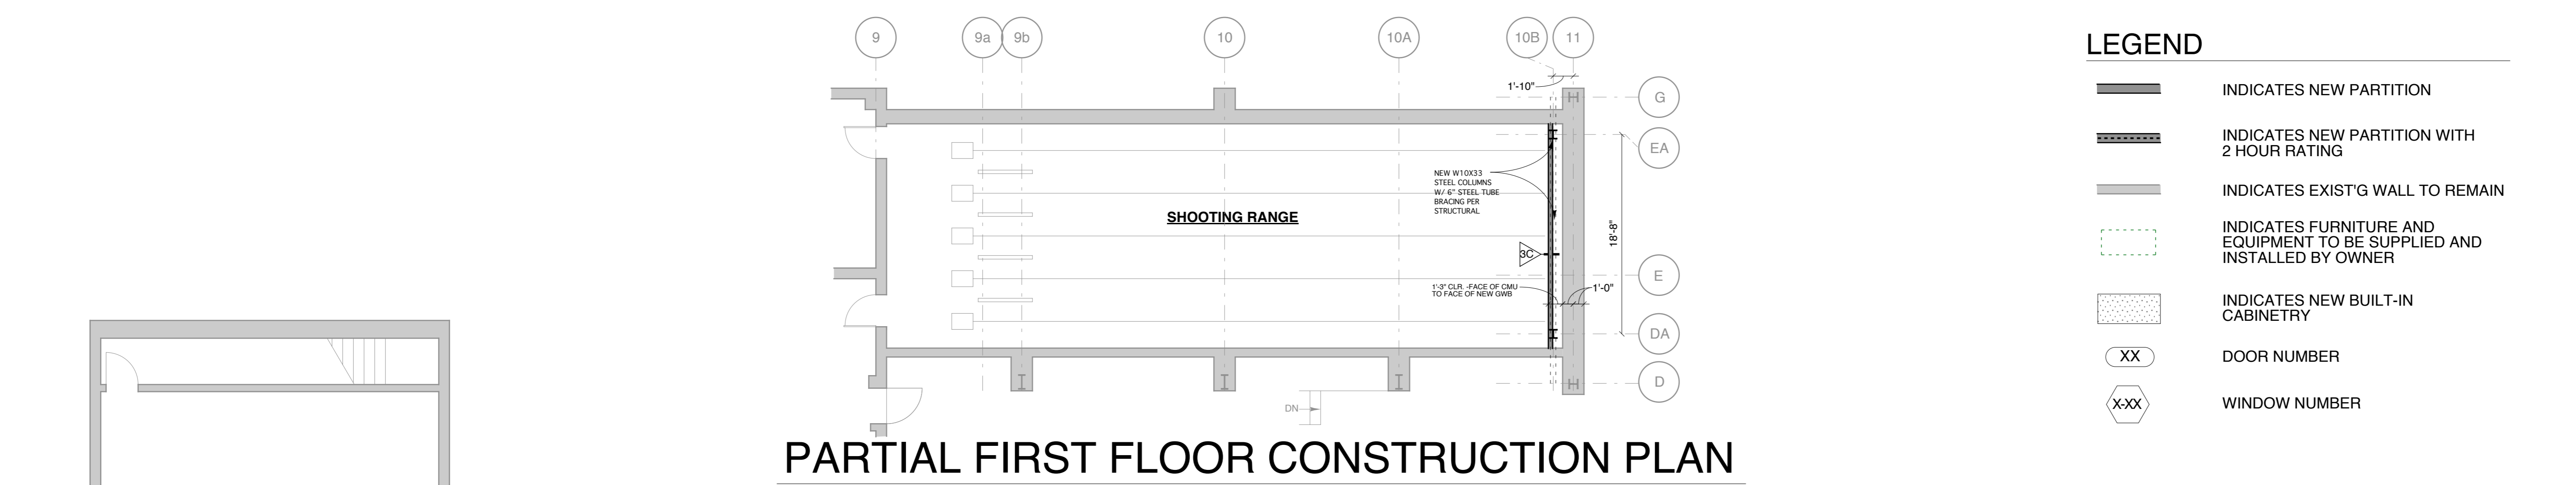 9
9a
9b
10
10A
10B
11
1'-10"
G
EA
NEW W10X33
STEEL COLUMNS
W/ 6" STEEL TUBE
BRACING PER
STRUCTURAL
SHOOTING RANGE
18'-8"
3C
E
1'-3" CLR. -FACE OF CMU
TO FACE OF NEW GWB
1'-0"
DA
D
DN
PARTIAL FIRST FLOOR CONSTRUCTION PLAN
LEGEND
INDICATES NEW PARTITION
INDICATES NEW PARTITION WITH
2 HOUR RATING
INDICATES EXIST'G WALL TO REMAIN
INDICATES FURNITURE AND
EQUIPMENT TO BE SUPPLIED AND
INSTALLED BY OWNER
INDICATES NEW BUILT-IN
CABINETRY
XX
DOOR NUMBER
X-XX
WINDOW NUMBER